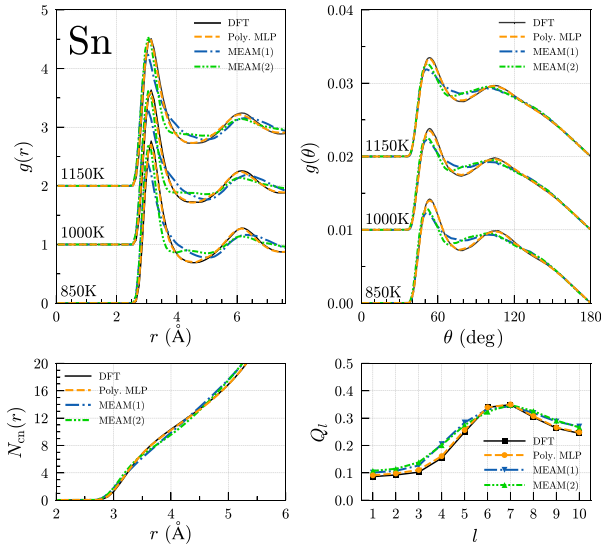 Sn
DFT
Poly. MLP
MEAM(1)
MEAM(2)
1150K
1000K
850K
g(r)
0
1
2
3
4
5
0
2
4
6
r (Å)
DFT
Poly. MLP
MEAM(1)
MEAM(2)
1150K
1000K
850K
g(θ)
0.00
0.01
0.02
0.03
0.04
0
60
120
180
θ (deg)
DFT
Poly. MLP
MEAM(1)
MEAM(2)
N_cn(r)
0
4
8
12
16
20
2
3
4
5
6
r (Å)
DFT
Poly. MLP
MEAM(1)
MEAM(2)
Q_l
0.0
0.1
0.2
0.3
0.4
0.5
1 2 3 4 5 6 7 8 9 10
l